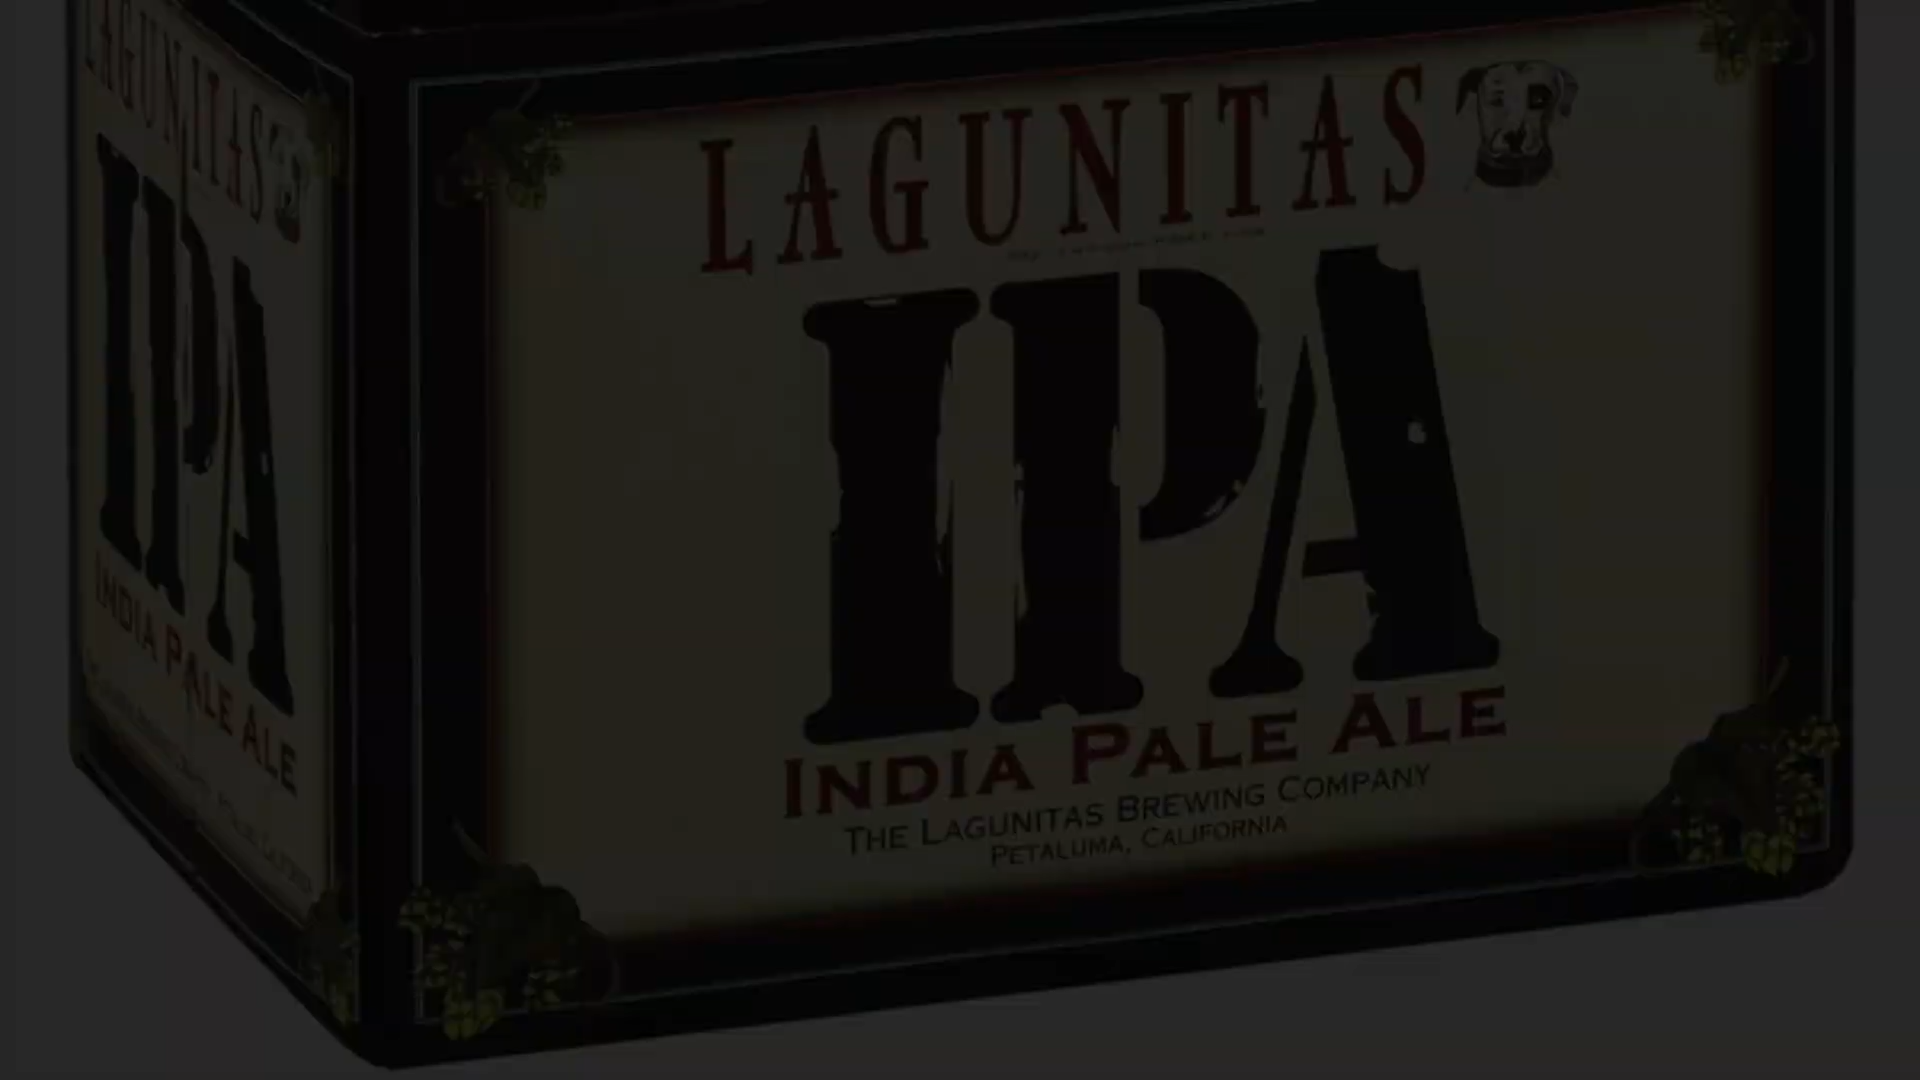 LAGUNITAS
IPA
INDIA PALE ALE
LAGUNITAS
IPA
INDIA PALE ALE
THE LAGUNITAS BREWING COMPANY
PETALUMA, CALIFORNIA